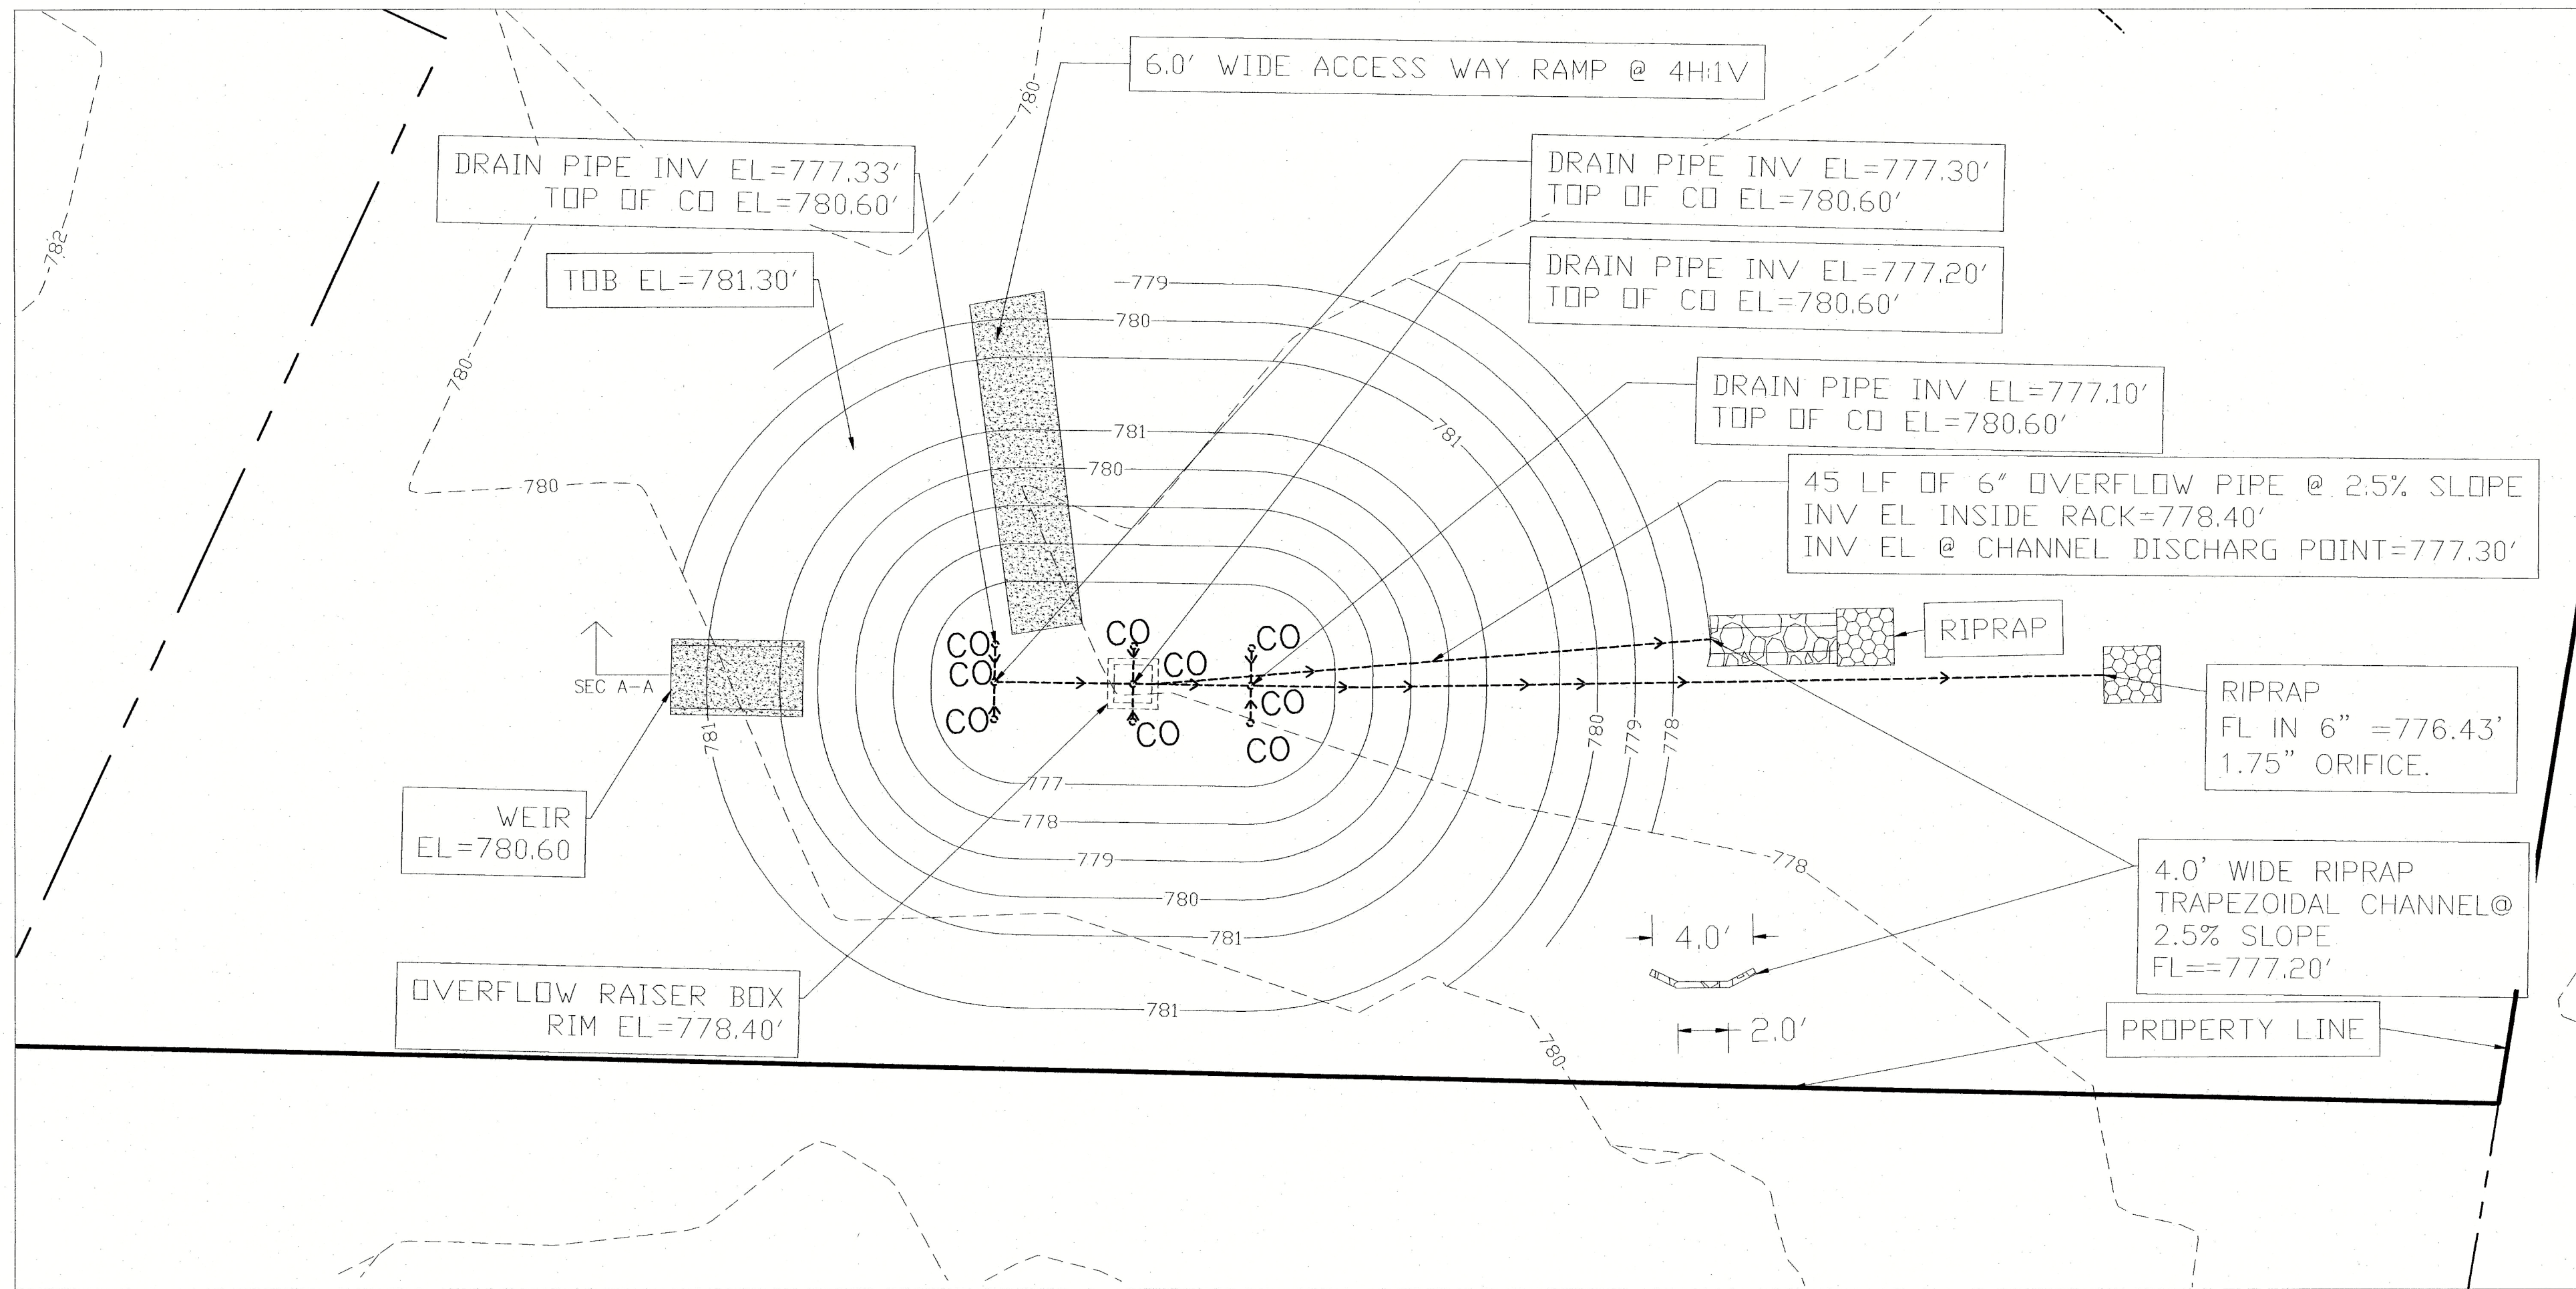 6.0' WIDE ACCESS WAY RAMP @ 4H:1V
780
DRAIN PIPE INV EL=777.33'
TOP OF CO EL=780.60'
DRAIN PIPE INV EL=777.30'
TOP OF CO EL=780.60'
782
TOB EL=781.30'
779
DRAIN PIPE INV EL=777.20'
TOP OF CO EL=780.60'
780
780
DRAIN PIPE INV EL=777.10'
TOP OF CO EL=780.60'
781
781
780
780
45 LF OF 6" OVERFLOW PIPE @ 2.5% SLOPE
INV EL INSIDE RACK=778.40'
INV EL @ CHANNEL DISCHARG POINT=777.30'
CO
CO
CO
CO
CO
CO
CO
CO
CO
RIPRAP
SEC A-A
RIPRAP
FL IN 6" =776.43'
1.75" ORIFICE.
781
780
779
778
777
WEIR
EL=780.60
778
779
778
780
781
4.0' WIDE RIPRAP
TRAPEZOIDAL CHANNEL@
2.5% SLOPE
FL==777.20'
4.0'
OVERFLOW RAISER BOX
RIM EL=778.40'
781
2.0'
780
PROPERTY LINE